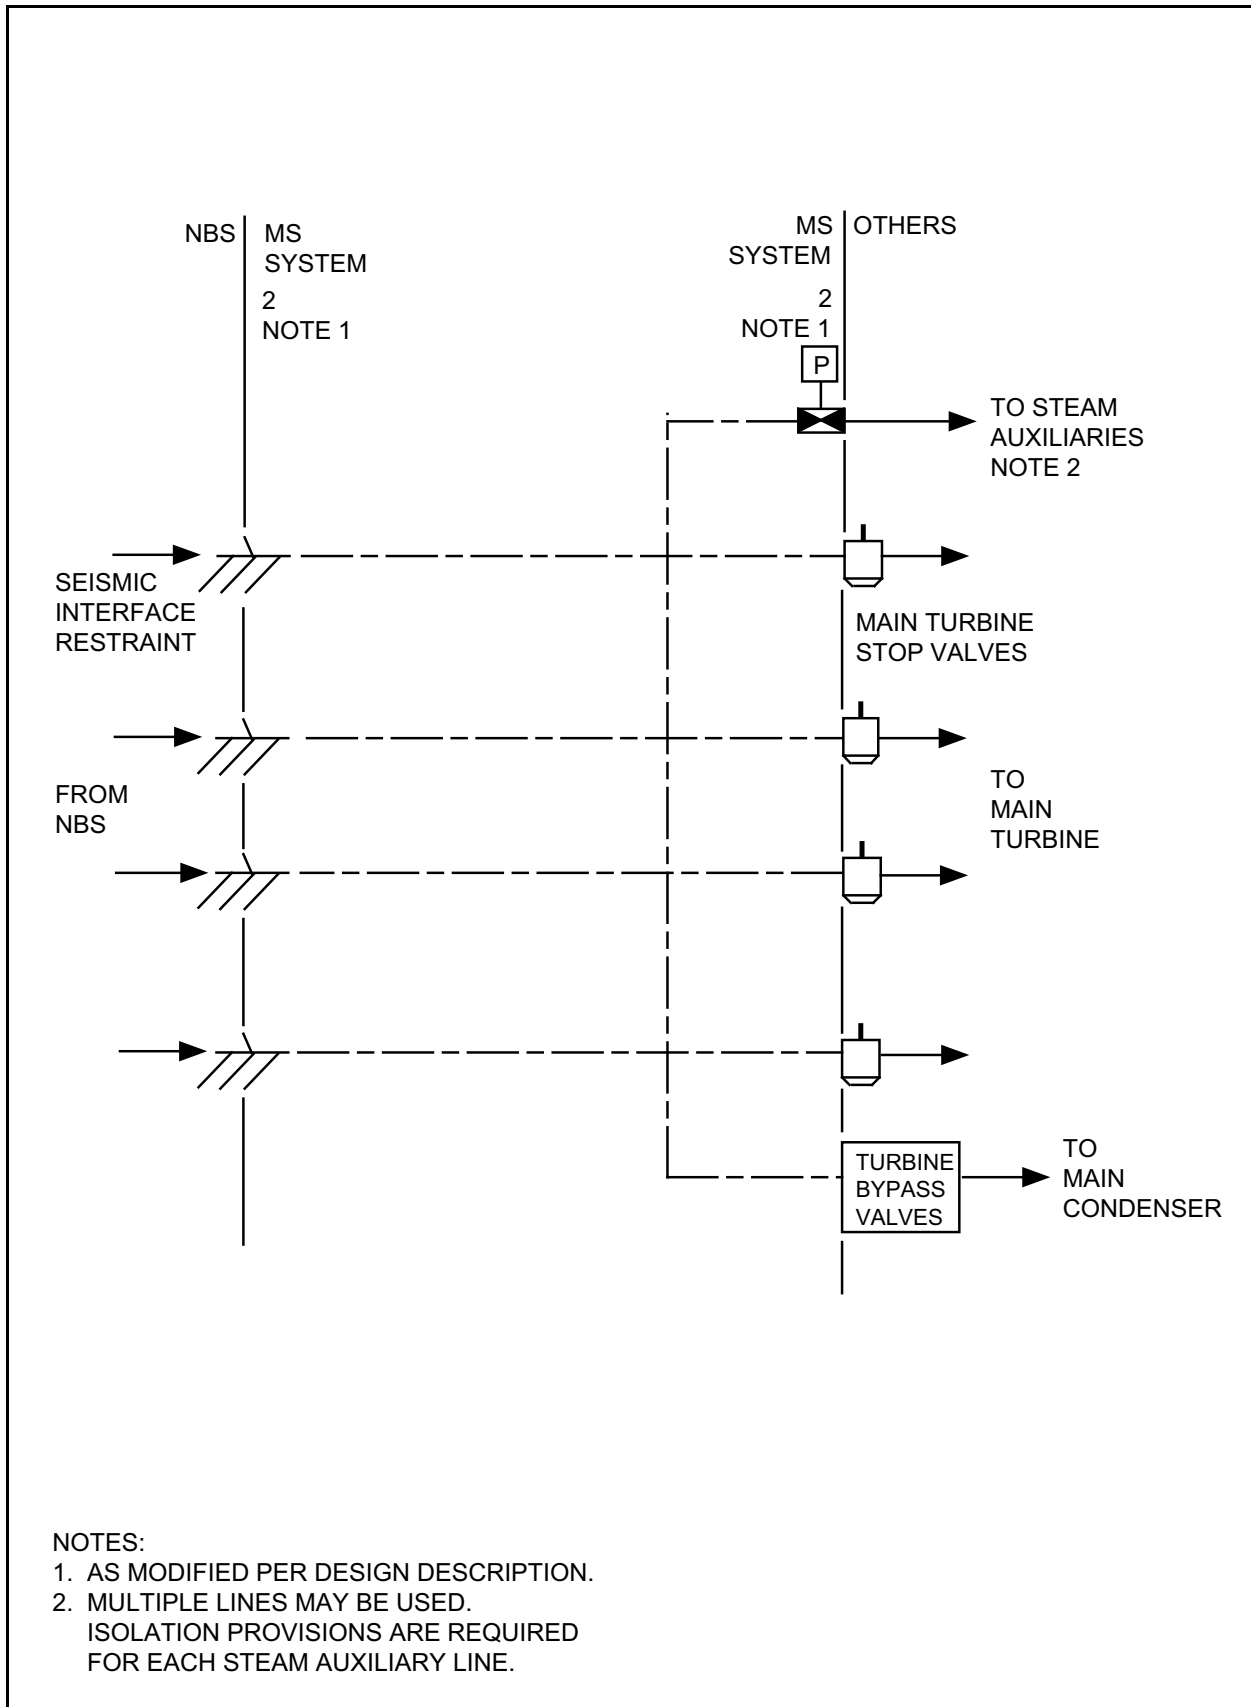 NBS
MS
SYSTEM
2
NOTE 1
MS
SYSTEM
2
NOTE 1
OTHERS
P
TO STEAM
AUXILIARIES
NOTE 2
SEISMIC
INTERFACE
RESTRAINT
MAIN TURBINE
STOP VALVES
FROM
NBS
TO
MAIN
TURBINE
TURBINE
BYPASS
VALVES
TO
MAIN
CONDENSER
NOTES:
1. AS MODIFIED PER DESIGN DESCRIPTION.
2. MULTIPLE LINES MAY BE USED.
ISOLATION PROVISIONS ARE REQUIRED
FOR EACH STEAM AUXILIARY LINE.